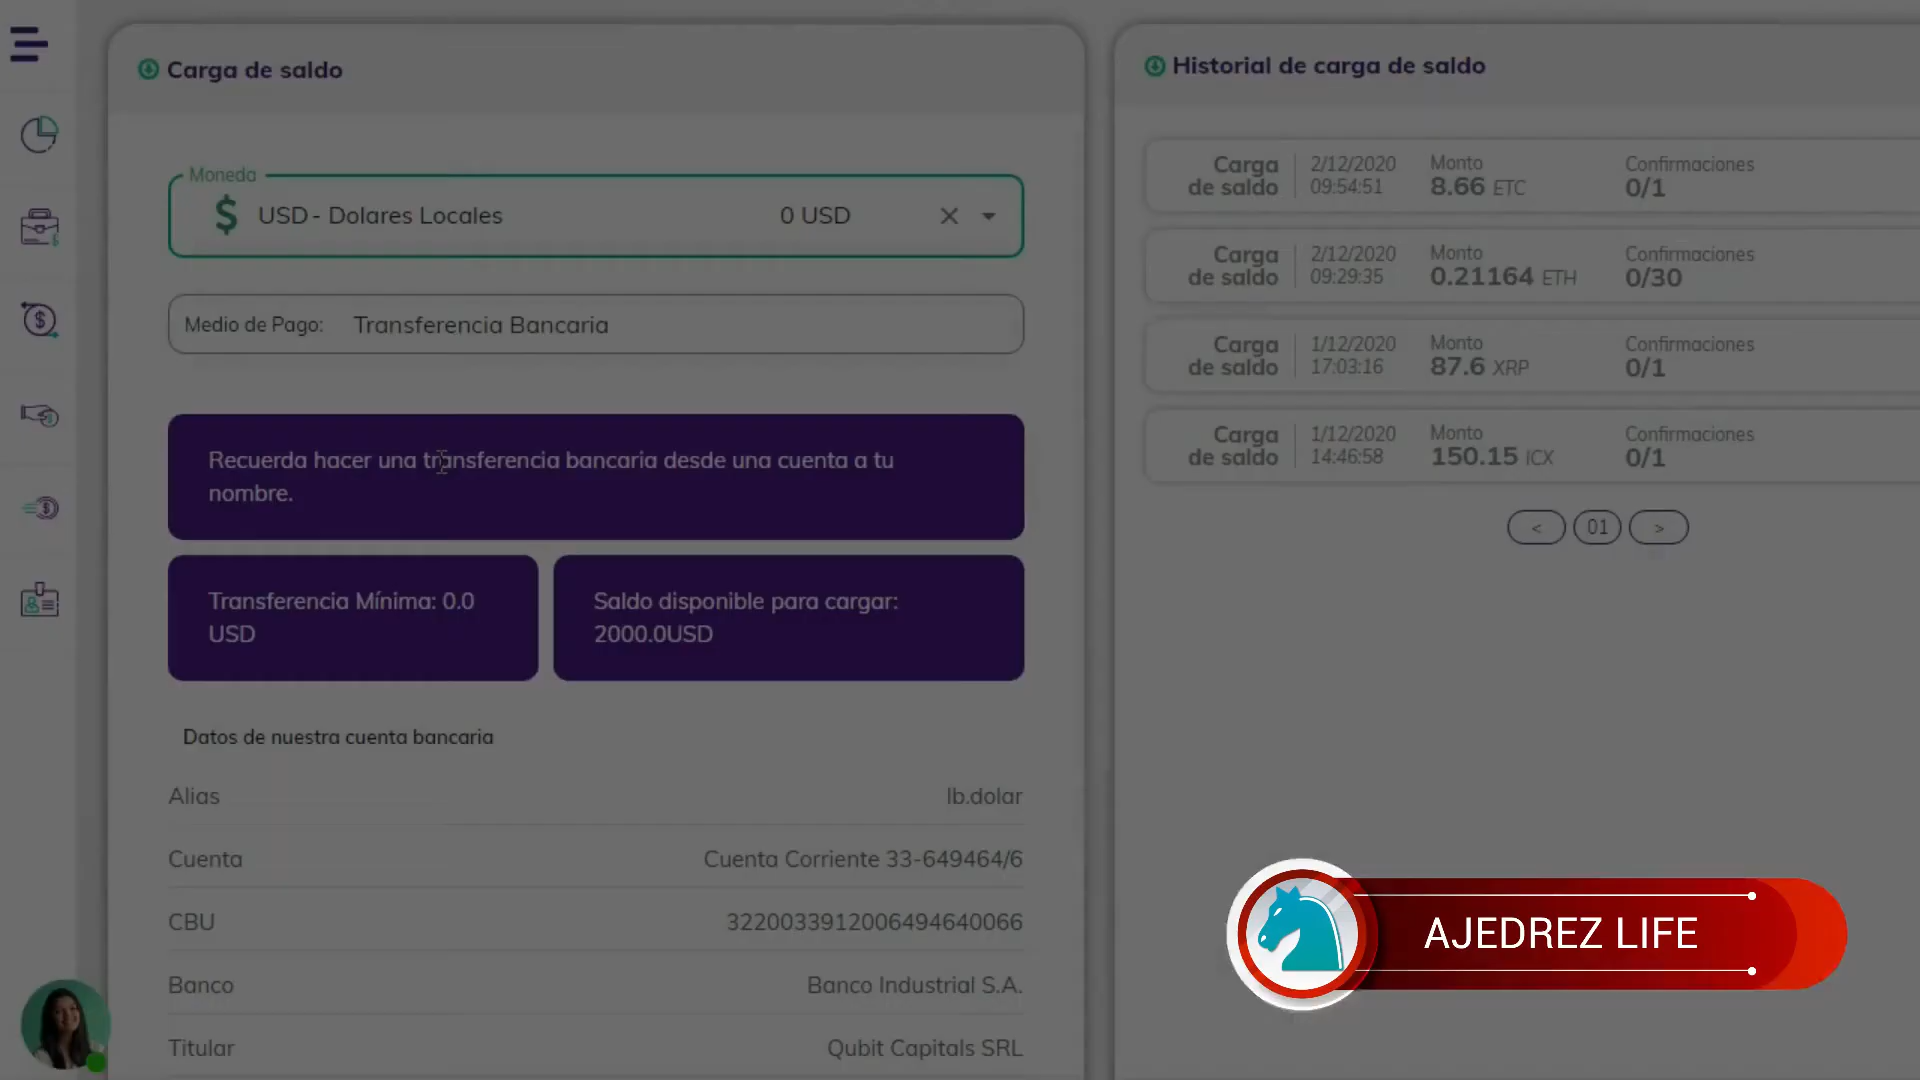 Carga de saldo
Moneda
$ USD - Dolares Locales 0 USD
Medio de Pago: Transferencia Bancaria
Recuerda hacer una transferencia bancaria desde una cuenta a tu
nombre.
Transferencia Mínima: 0.0
USD
Saldo disponible para cargar:
2000.0USD
Datos de nuestra cuenta bancaria
Alias lb.dolar
Cuenta Cuenta Corriente 33-649464/6
CBU 3220033912006494640066
Banco Banco Industrial S.A.
Titular Qubit Capitals SRL
Historial de carga de saldo
Carga
de saldo
2/12/2020
09:54:51
Monto
8.66 ETC
Confirmaciones
0/1
Carga
de saldo
2/12/2020
09:29:35
Monto
0.21164 ETH
Confirmaciones
0/30
Carga
de saldo
1/12/2020
17:03:16
Monto
87.6 XRP
Confirmaciones
0/1
Carga
de saldo
1/12/2020
14:46:58
Monto
150.15 ICX
Confirmaciones
0/1
< 01 >
AJEDREZ LIFE